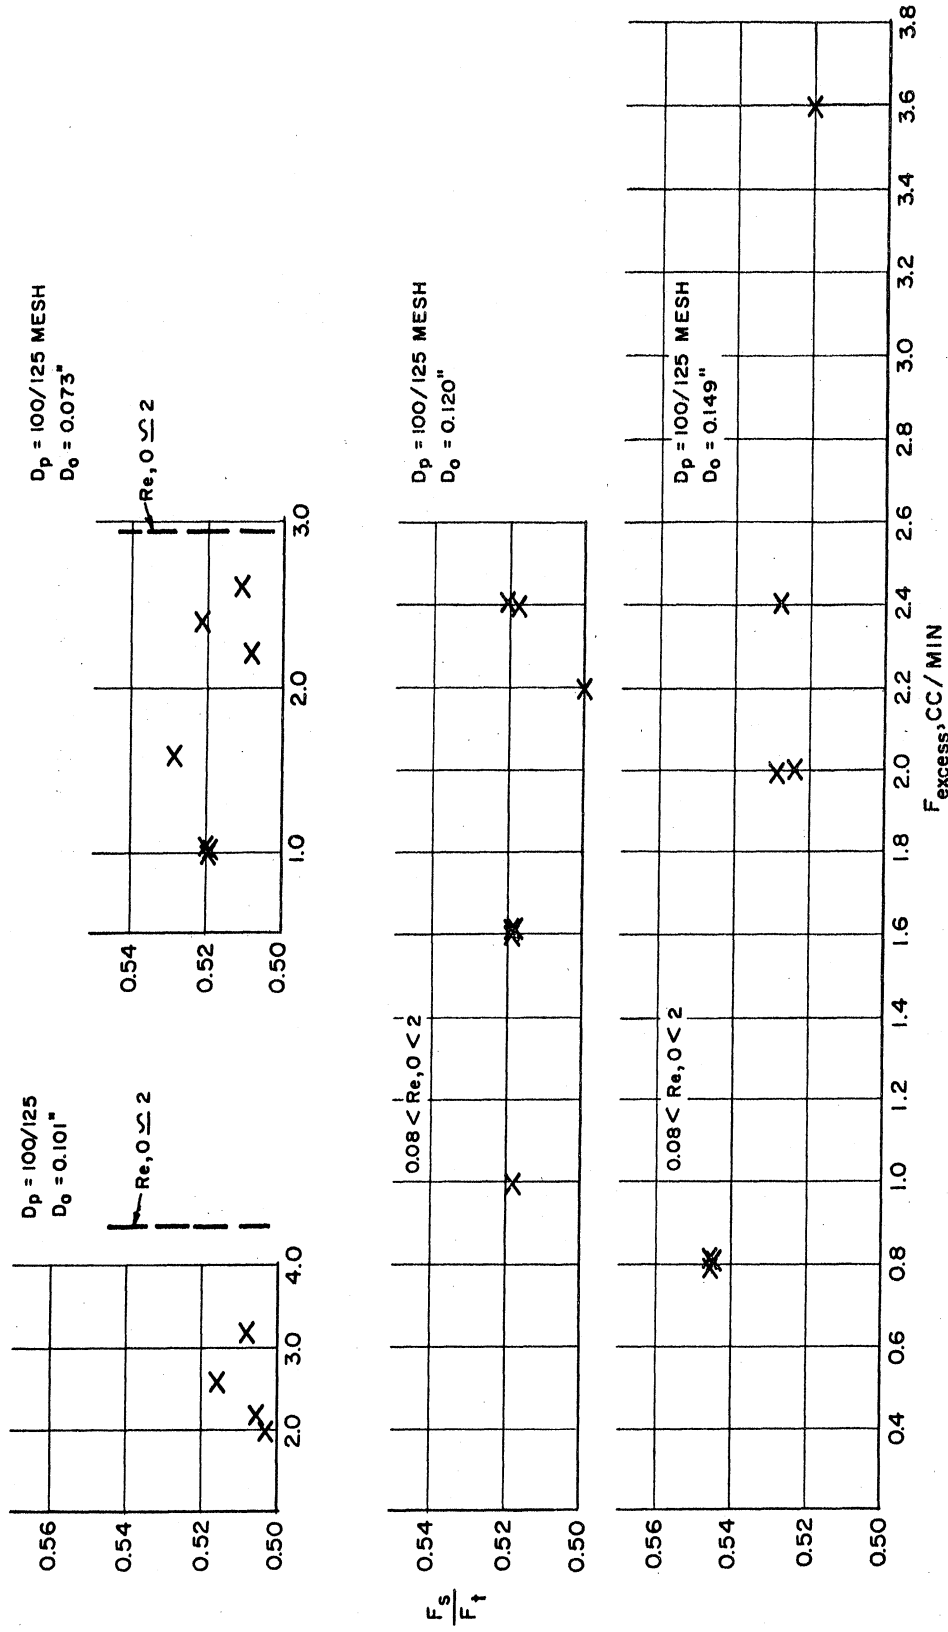 Dp = 100/125
Do = 0.101"
Re, O ≃ 2
0.56
0.54
0.52
0.50
2.0
3.0
4.0
Dp = 100/125 MESH
Do = 0.073"
Re, O ≃ 2
0.54
0.52
0.50
1.0
2.0
3.0
Dp = 100/125 MESH
Do = 0.120"
0.08 < Re, O < 2
Fs
Ft
0.54
0.52
0.50
Dp = 100/125 MESH
Do = 0.149"
0.08 < Re, O < 2
0.56
0.54
0.52
0.50
0.4 0.6 0.8 1.0 1.2 1.4 1.6 1.8 2.0 2.2 2.4 2.6 2.8 3.0 3.2 3.4 3.6 3.8
Fexcess, CC/MIN